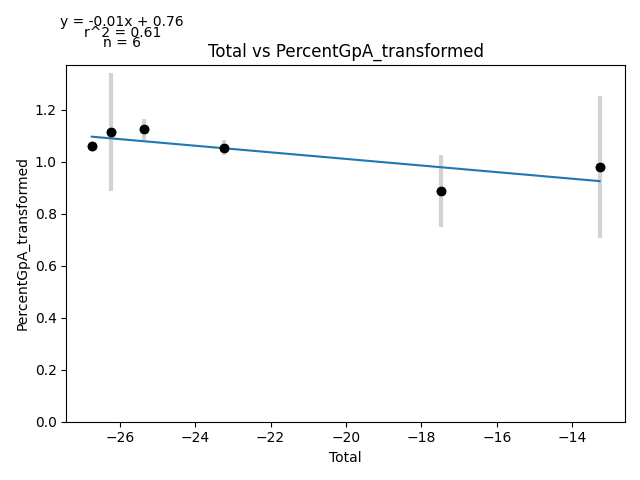 y = -0.01x + 0.76
r^2 = 0.61
n = 6
Total vs PercentGpA_transformed
PercentGpA_transformed
1.2
1.0
0.8
0.6
0.4
0.2
0.0
−26
−24
−22
−20
−18
−16
−14
Total